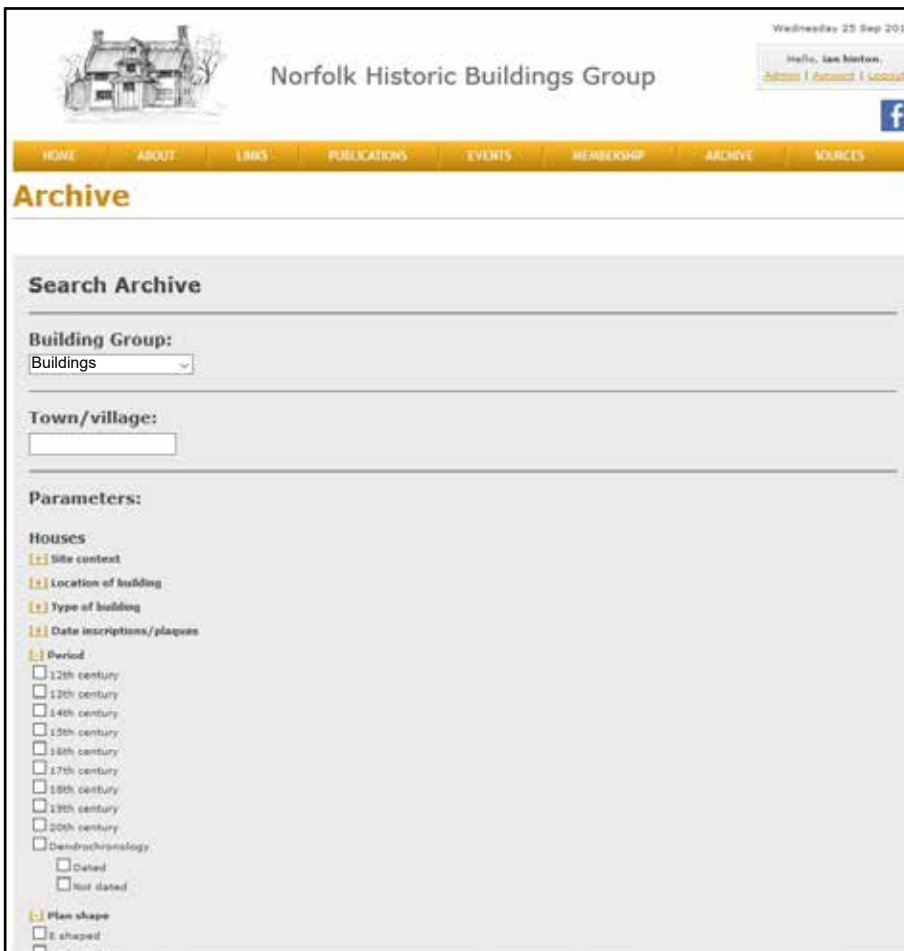 Wednesday 25 Sep 201
Norfolk Historic Buildings Group
Hello, ian hinton.
Admin | Account | Logout
f
HOME ABOUT LINKS PUBLICATIONS EVENTS MEMBERSHIP ARCHIVE SOURCES
Archive
Search Archive
Building Group:
Buildings
Town/village:
Parameters:
Houses
[+] Site context
[+] Location of building
[+] Type of building
[+] Date inscriptions/plaques
[-] Period
12th century
13th century
14th century
15th century
16th century
17th century
18th century
19th century
20th century
Dendrochronology
Dated
Not dated
[-] Plan shape
E shaped